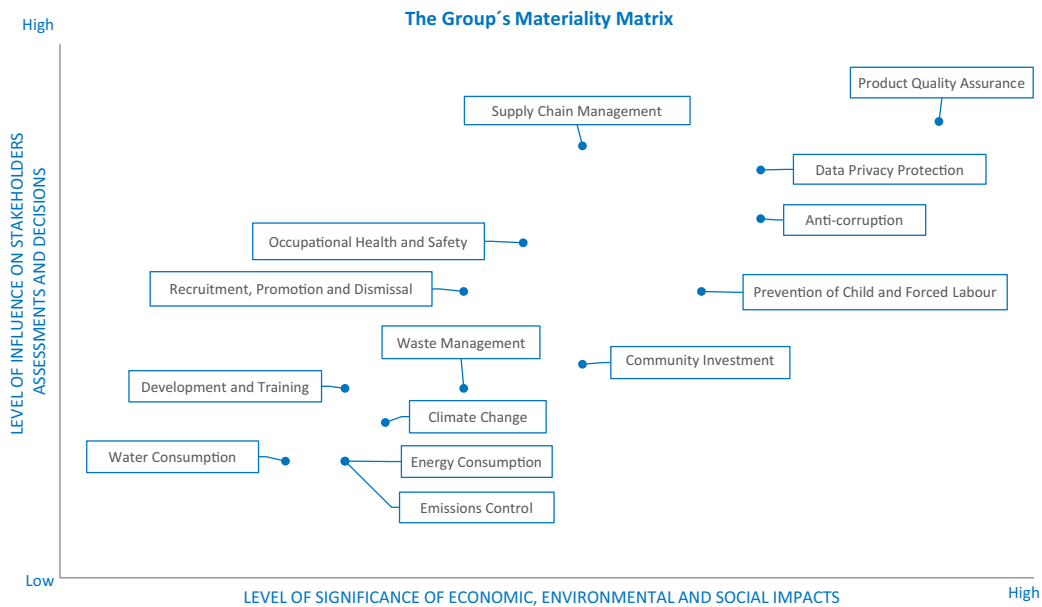 The Group´s Materiality Matrix
High
Product Quality Assurance
Supply Chain Management
Data Privacy Protection
Anti-corruption
Occupational Health and Safety
Recruitment, Promotion and Dismissal
Prevention of Child and Forced Labour
Waste Management
Community Investment
Development and Training
Climate Change
Water Consumption
Energy Consumption
Emissions Control
LEVEL OF INFLUENCE ON STAKEHOLDERS
ASSESSMENTS AND DECISIONS
Low
LEVEL OF SIGNIFICANCE OF ECONOMIC, ENVIRONMENTAL AND SOCIAL IMPACTS
High